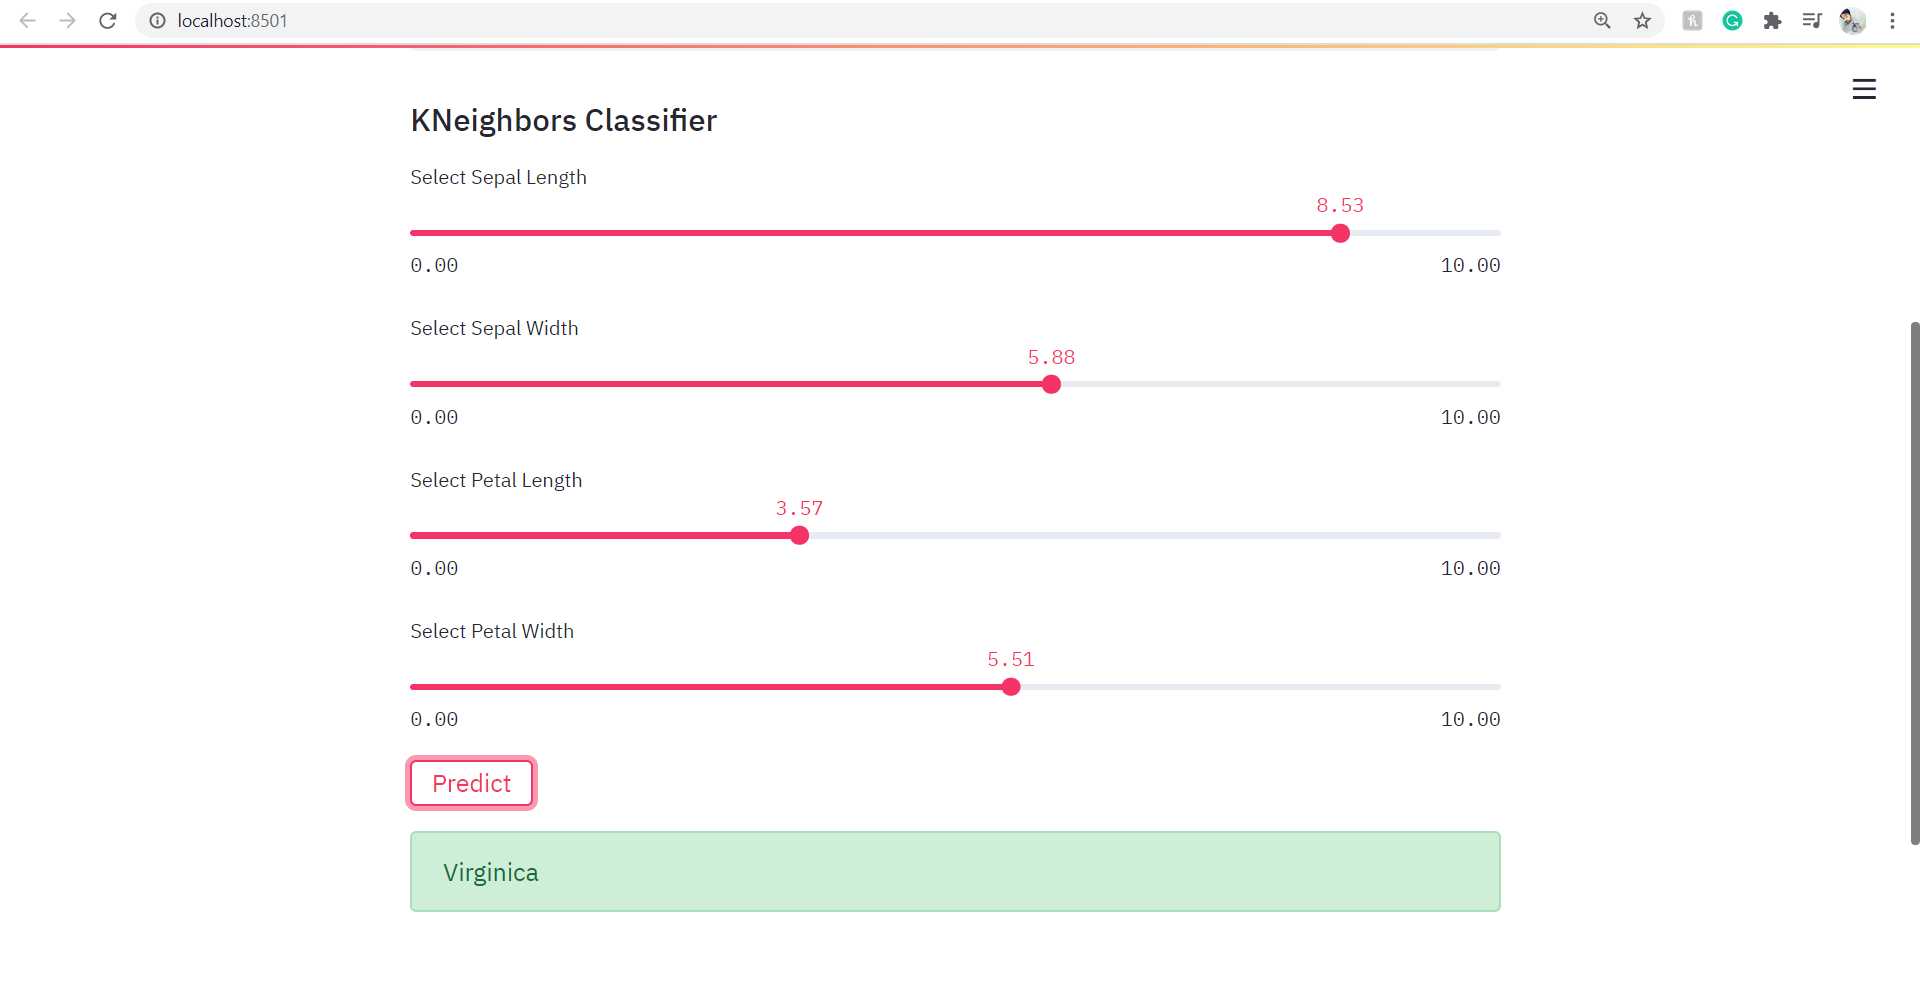 localhost:8501
KNeighbors Classifier
Select Sepal Length
8.53
0.00 10.00
Select Sepal Width
5.88
0.00 10.00
Select Petal Length
3.57
0.00 10.00
Select Petal Width
5.51
0.00 10.00
Predict
Virginica